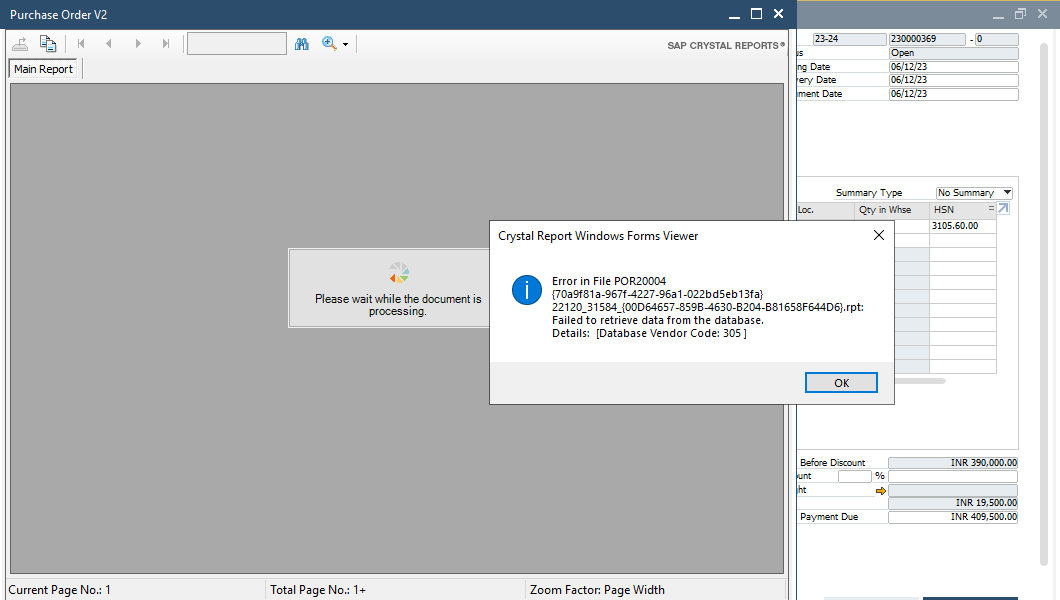 Purchase Order V2
SAP CRYSTAL REPORTS®
Main Report
Please wait while the document is
processing.
Current Page No.: 1
Total Page No.: 1+
Zoom Factor: Page Width
Crystal Report Windows Forms Viewer
Error in File POR20004
{70a9f81a-967f-4227-96a1-022bd5eb13fa}
22120_31584_{00D64657-859B-4630-B204-B81658F644D6}.rpt:
Failed to retrieve data from the database.
Details:  [Database Vendor Code: 305 ]
OK
23-24 230000369 - 0
us Open
ng Date 06/12/23
ery Date 06/12/23
ment Date 06/12/23
Summary Type No Summary
Loc. Qty in Whse HSN =
3105.60.00
Before Discount INR 390,000.00
unt %
ht
INR 19,500.00
Payment Due INR 409,500.00